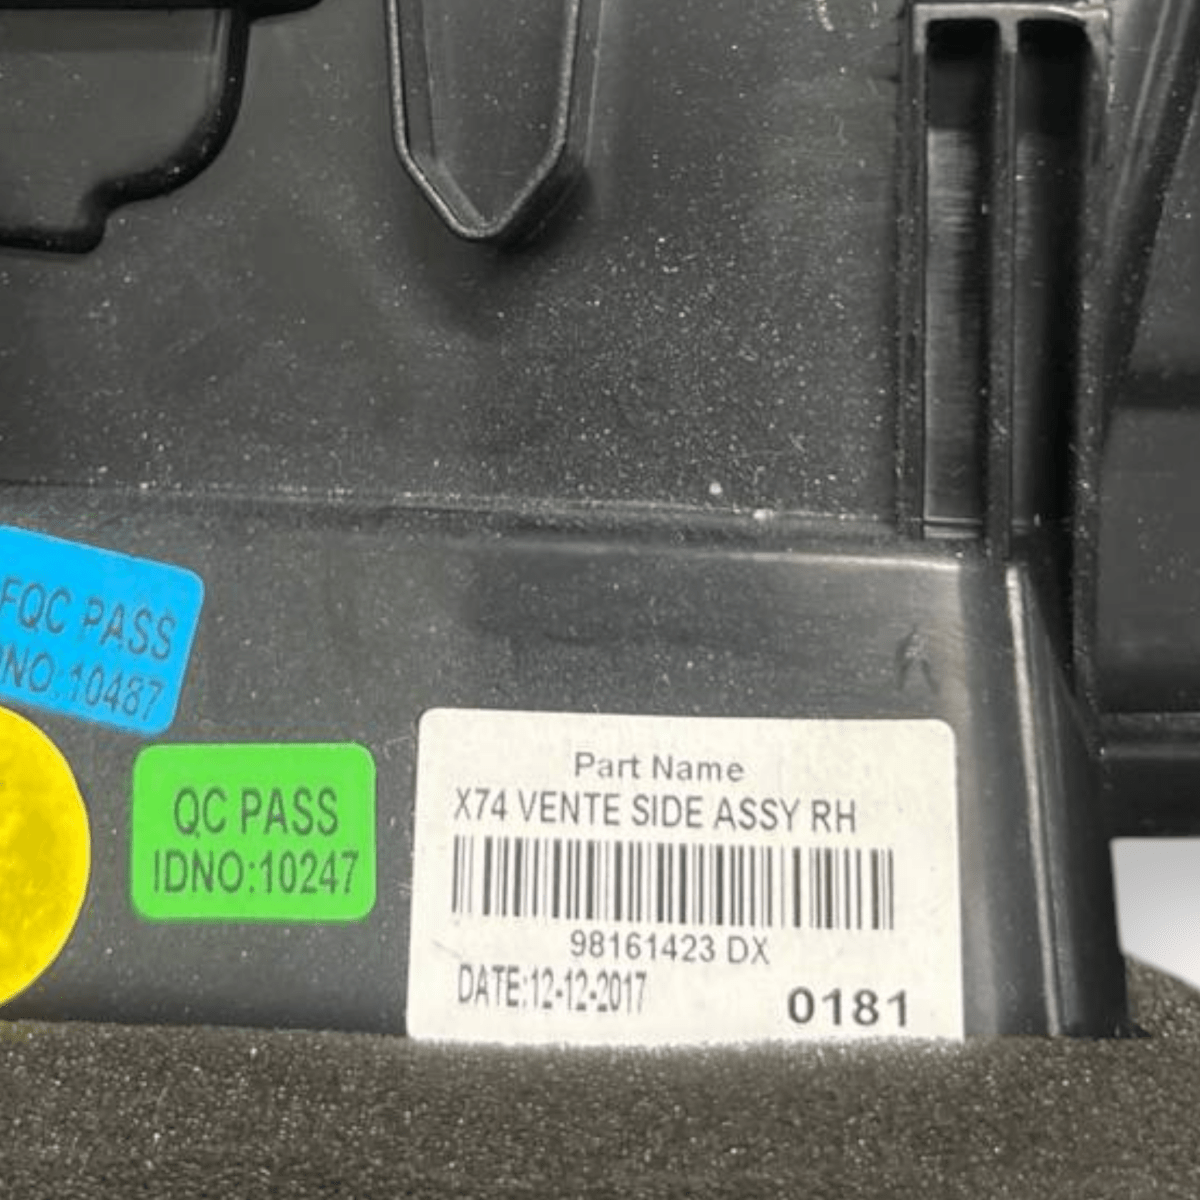 FQC PASS
NO:10487
QC PASS
IDNO:10247
Part Name
X74 VENTE SIDE ASSY RH
98161423 DX
DATE:12-12-2017
0181